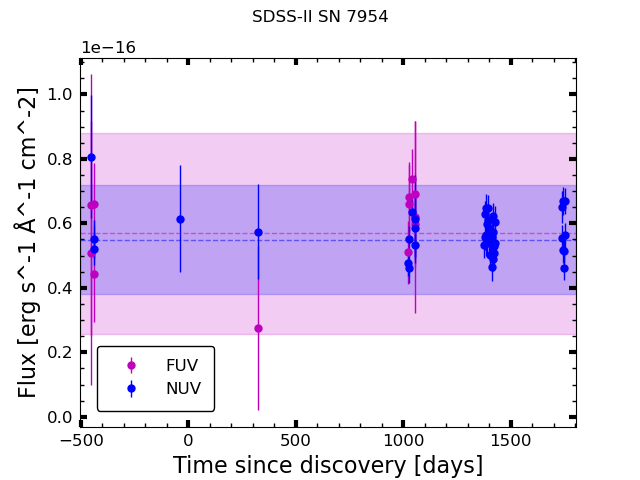 SDSS-II SN 7954
1e−16
Flux [erg s^-1 Å^-1 cm^-2]
1.0
0.8
0.6
0.4
0.2
0.0
FUV
NUV
−500 0 500 1000 1500
Time since discovery [days]